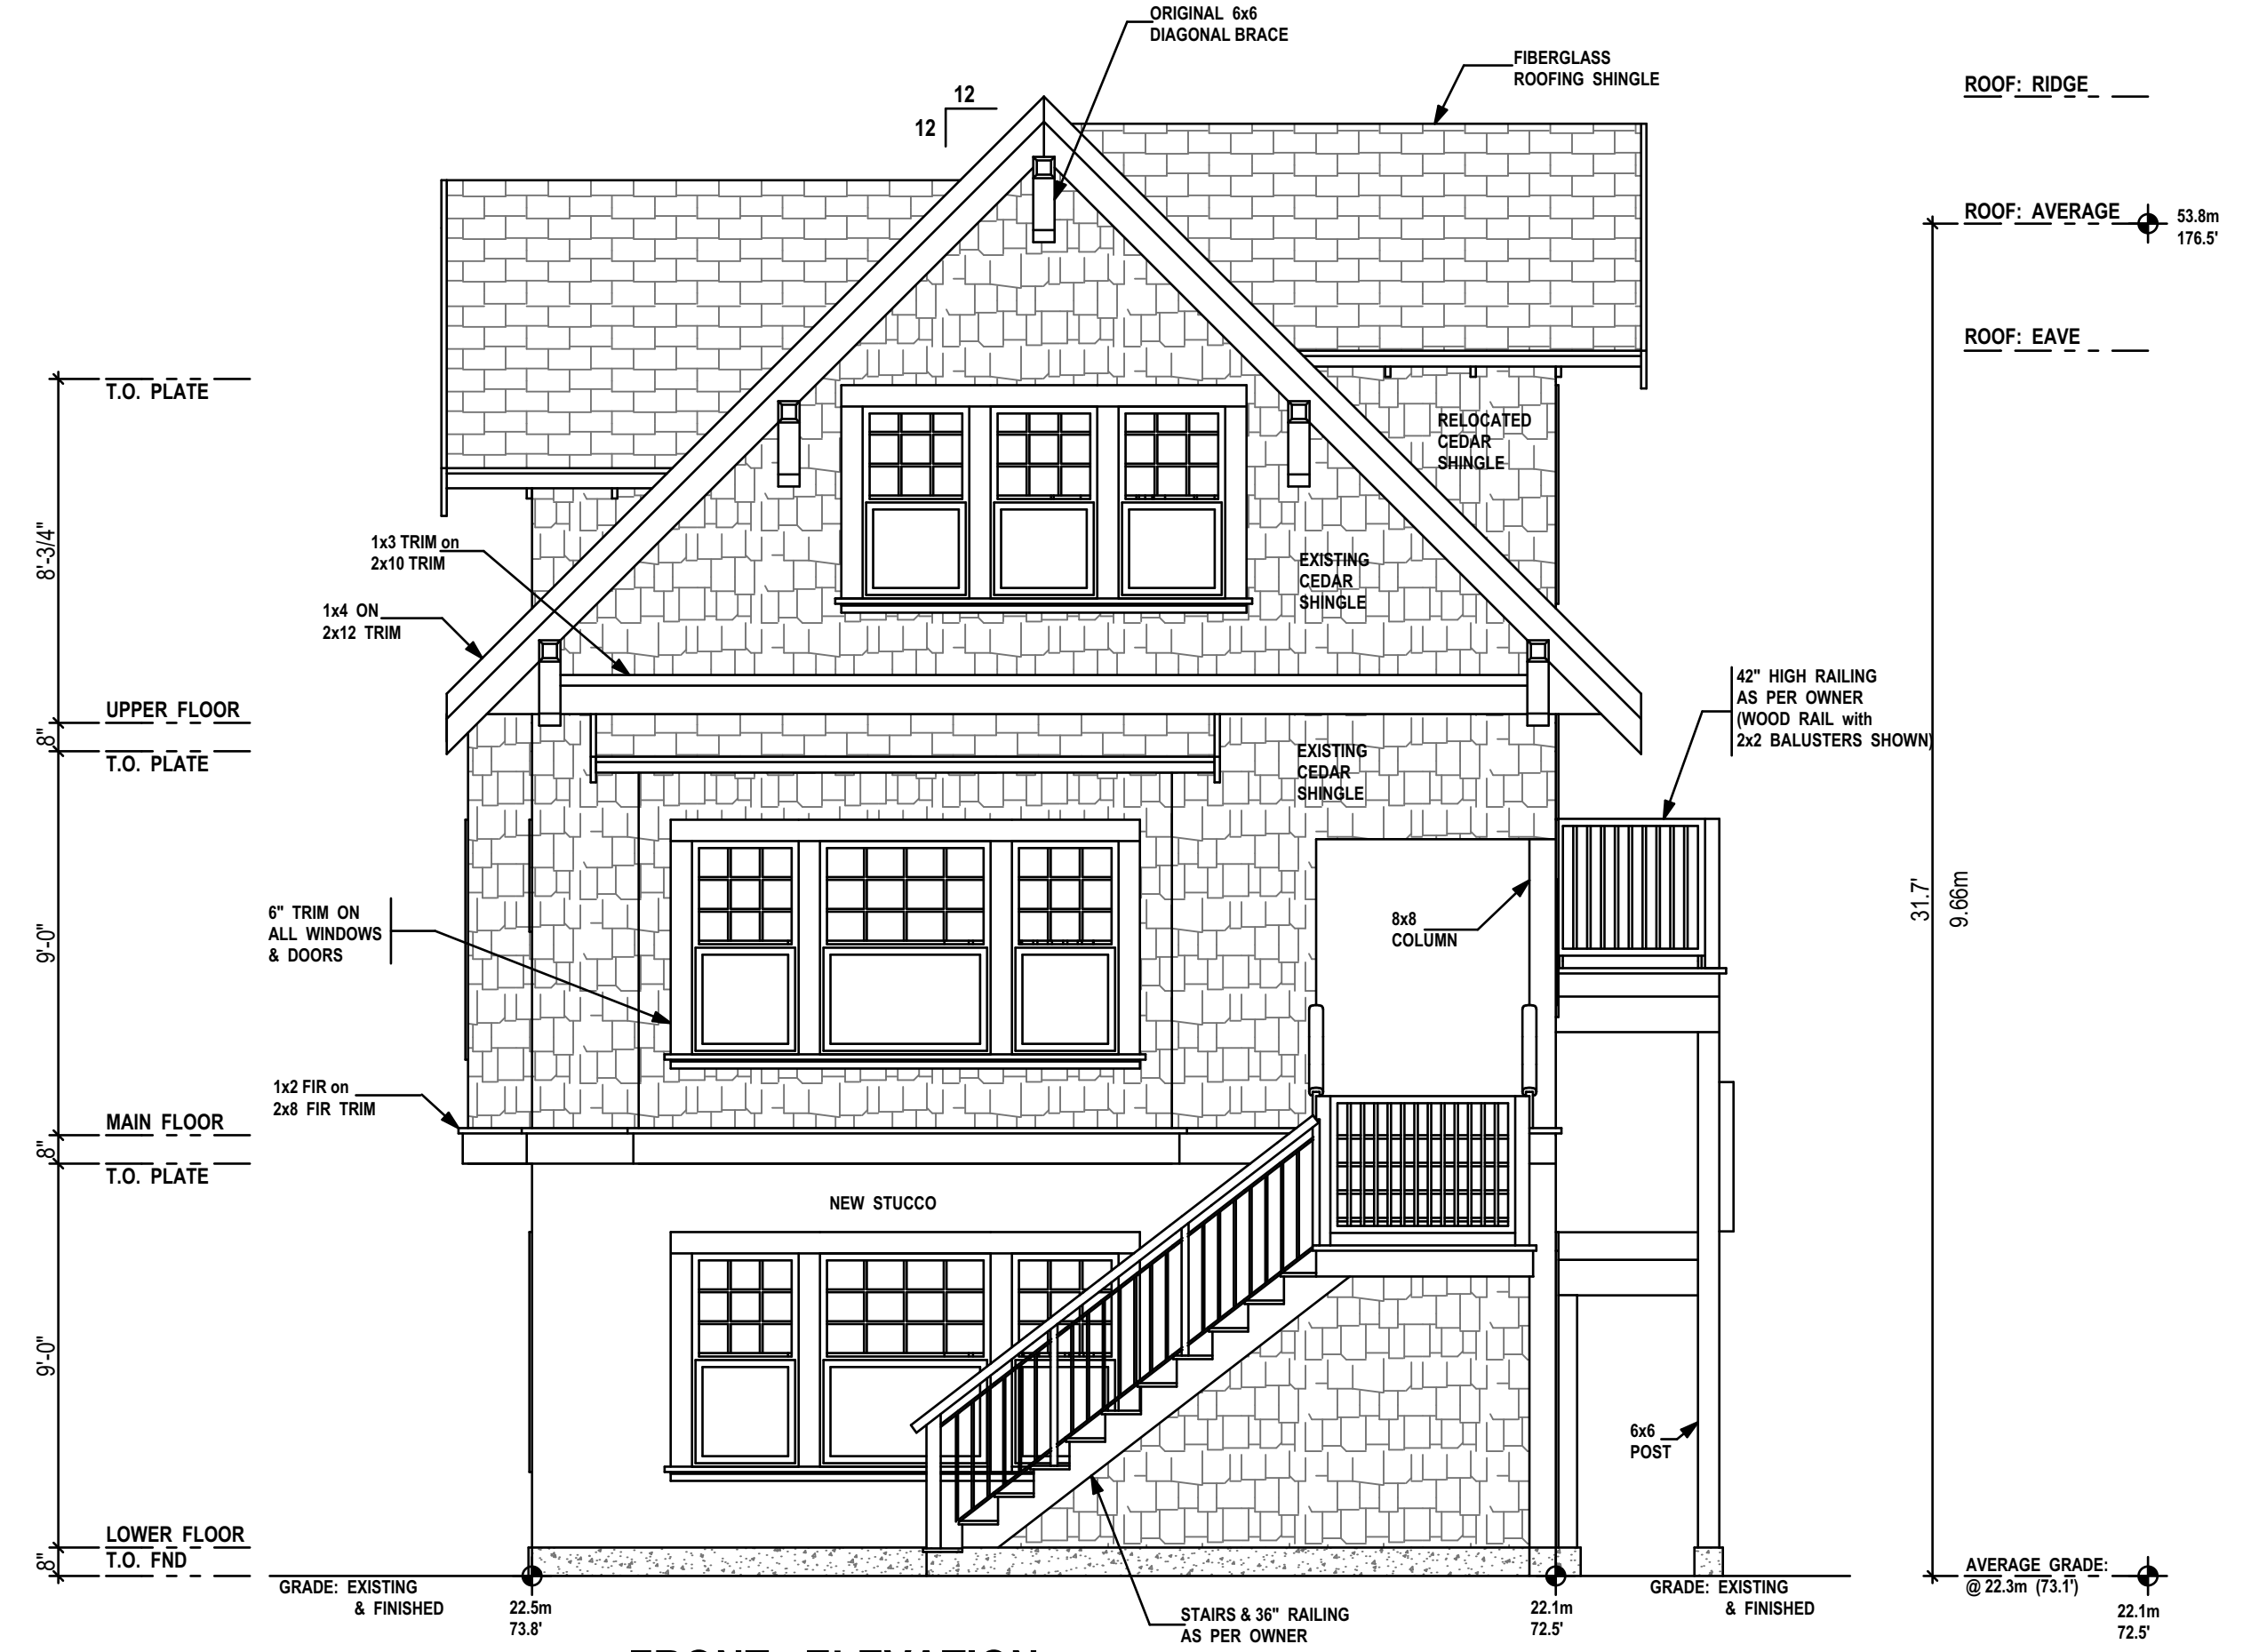 ORIGINAL 6x6
DIAGONAL BRACE
FIBERGLASS
ROOFING SHINGLE
12
12
ROOF: RIDGE
ROOF: AVERAGE
53.8m
176.5'
ROOF: EAVE
T.O. PLATE
RELOCATED
CEDAR
SHINGLE
8'-3/4"
1x3 TRIM on
2x10 TRIM
EXISTING
CEDAR
SHINGLE
1x4 ON
2x12 TRIM
42" HIGH RAILING
AS PER OWNER
(WOOD RAIL with
2x2 BALUSTERS SHOWN)
UPPER FLOOR
8"
T.O. PLATE
EXISTING
CEDAR
SHINGLE
6" TRIM ON
ALL WINDOWS
& DOORS
9'-0"
8x8
COLUMN
31.7'
9.66m
1x2 FIR on
2x8 FIR TRIM
MAIN FLOOR
8"
T.O. PLATE
NEW STUCCO
9'-0"
6x6
POST
LOWER FLOOR
8"
T.O. FND
GRADE: EXISTING
& FINISHED
22.5m
73.8'
STAIRS & 36" RAILING
AS PER OWNER
22.1m
72.5'
GRADE: EXISTING
& FINISHED
AVERAGE GRADE:
@ 22.3m (73.1')
22.1m
72.5'
FRONT ELEVATION